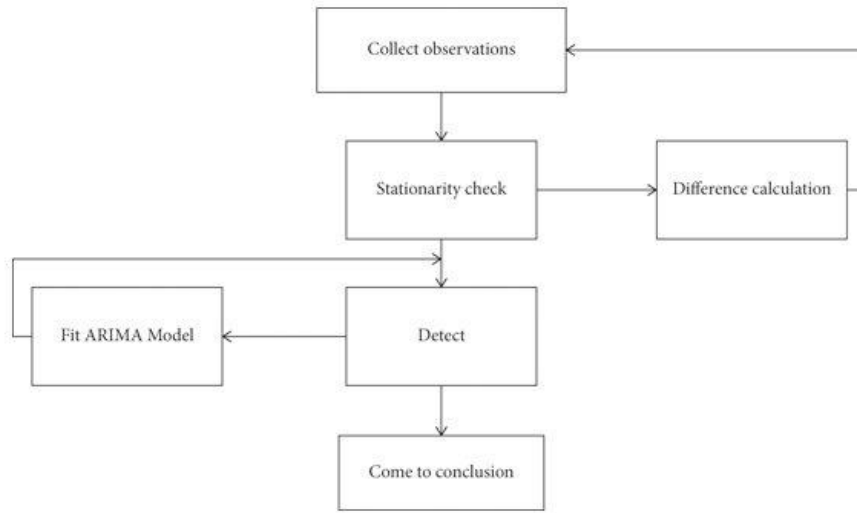 Collect observations
Stationarity check
Difference calculation
Fit ARIMA Model
Detect
Come to conclusion